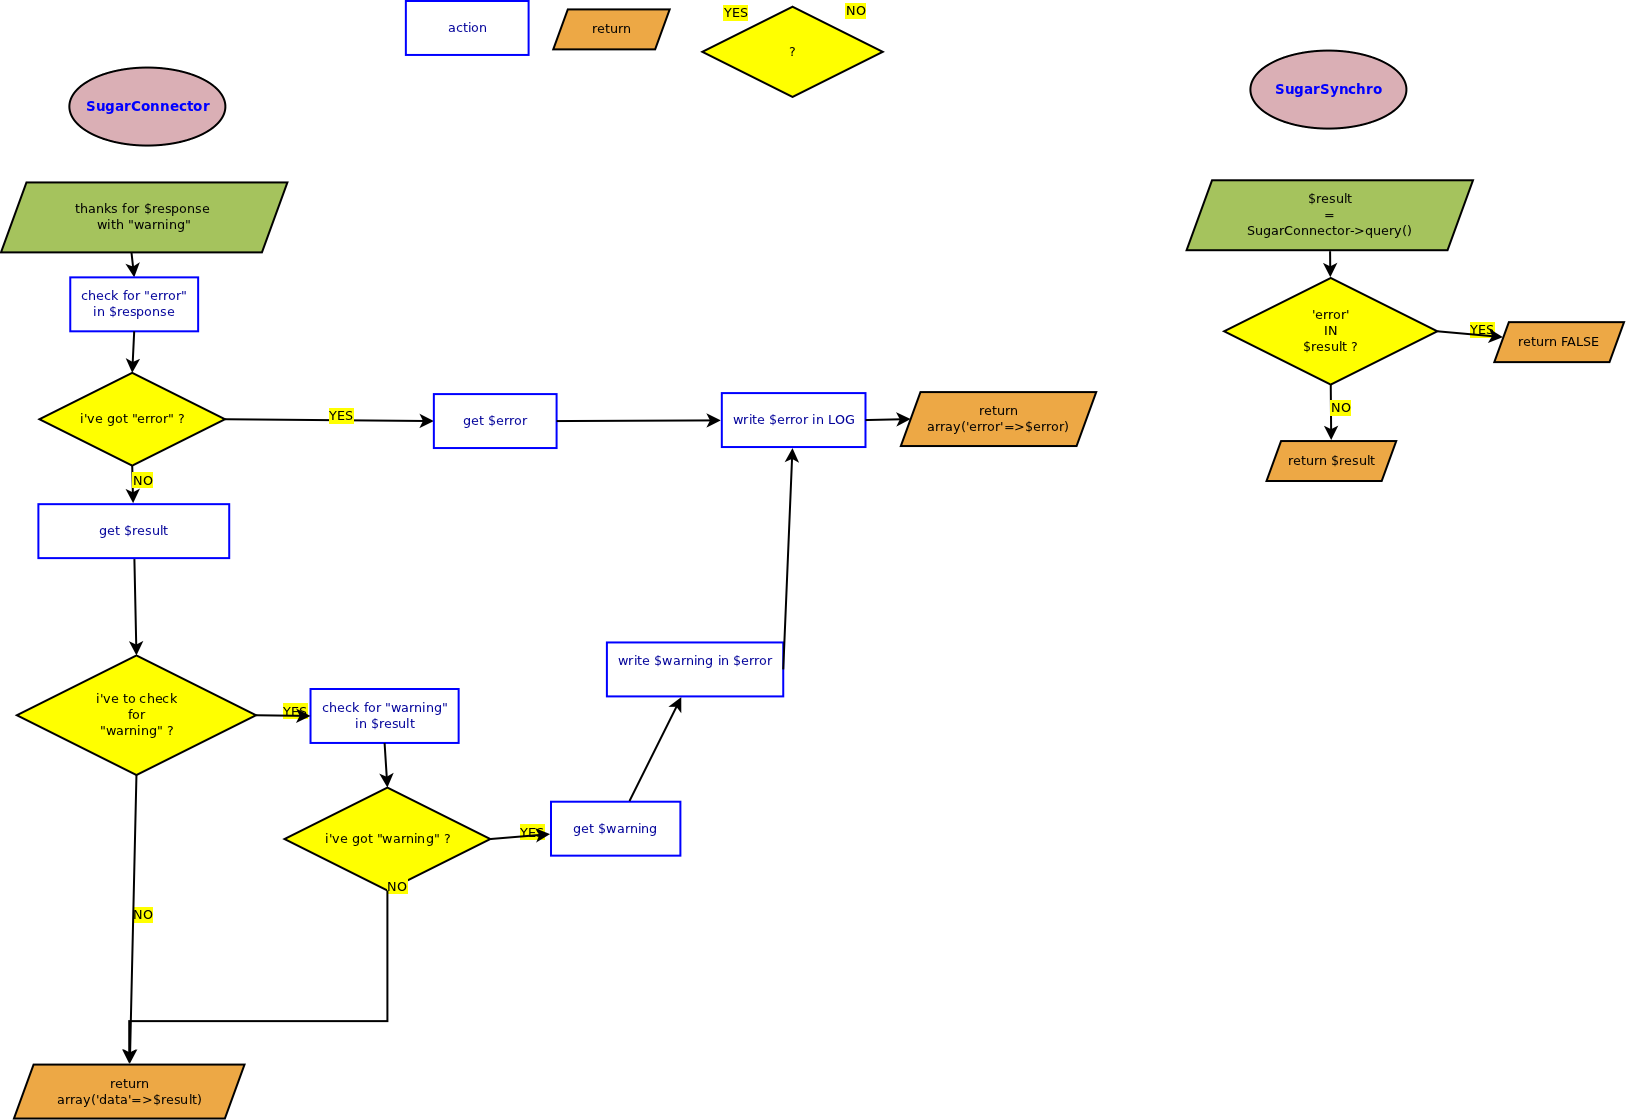 action
return
YES
NO
?
SugarConnector
SugarSynchro
thanks for $response
with "warning"
check for "error"
in $response
i've got "error" ?
YES
get $error
write $error in LOG
return
array('error'=>$error)
NO
get $result
i've to check
for
"warning" ?
YES
check for "warning"
in $result
i've got "warning" ?
YES
get $warning
write $warning in $error
NO
NO
return
array('data'=>$result)
$result
=
SugarConnector->query()
'error'
IN
$result ?
YES
return FALSE
NO
return $result